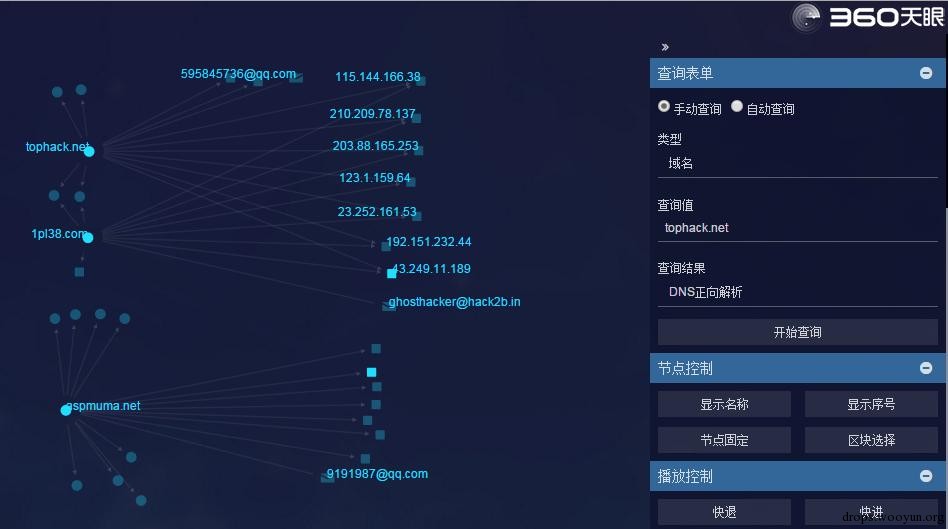 360天眼
»
595845736@qq.com
115.144.166.38
210.209.78.137
tophack.net
203.88.165.253
123.1.159.64
23.252.161.53
1pl38.com
192.151.232.44
43.249.11.189
ghosthacker@hack2b.in
aspmuma.net
9191987@qq.com
查询表单
手动查询 自动查询
类型
域名
查询值
tophack.net
查询结果
DNS正向解析
开始查询
节点控制
显示名称 显示序号
节点固定 区块选择
播放控制
快退 快进
drops.wooyun.org